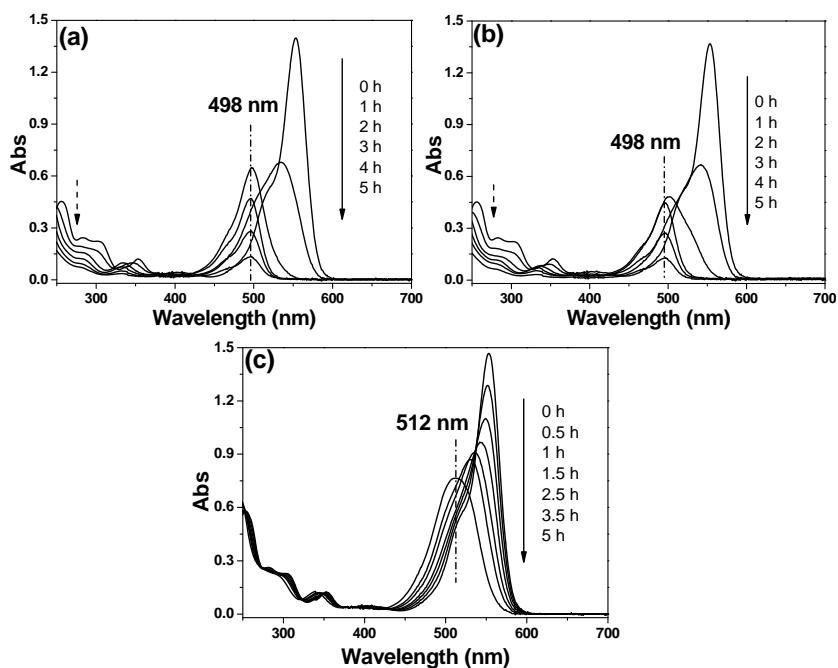 (a)
498 nm
0 h
1 h
2 h
3 h
4 h
5 h
Abs
1.5
1.2
0.9
0.6
0.3
0.0
300 400 500 600 700
Wavelength (nm)
(b)
498 nm
0 h
1 h
2 h
3 h
4 h
5 h
Abs
1.5
1.2
0.9
0.6
0.3
0.0
300 400 500 600 700
Wavelength (nm)
(c)
512 nm
0 h
0.5 h
1 h
1.5 h
2.5 h
3.5 h
5 h
Abs
1.5
1.2
0.9
0.6
0.3
0.0
300 400 500 600 700
Wavelength (nm)